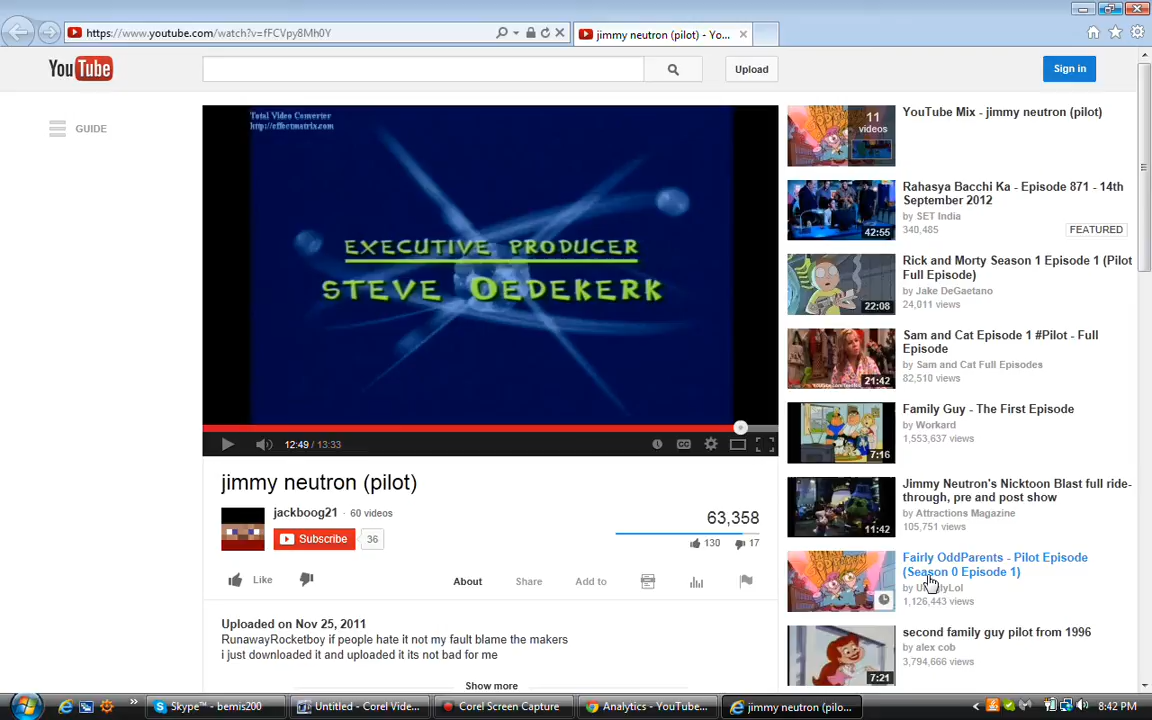 https://www.youtube.com/watch?v=fFCVpy8Mh0Y
jimmy neutron (pilot) - Yo...
YouTube
Upload
Sign in
GUIDE
Total Video Converter
http://effectmatrix.com
EXECUTIVE PRODUCER
STEVE OEDEKERK
12:49 / 13:33
CC
jimmy neutron (pilot)
jackboog21 · 60 videos
Subscribe 36
63,358
130 17
Like
About Share Add to
Uploaded on Nov 25, 2011
RunawayRocketboy if people hate it not my fault blame the makers
i just downloaded it and uploaded it its not bad for me
Show more
11
videos
YouTube Mix - jimmy neutron (pilot)
42:55
Rahasya Bacchi Ka - Episode 871 - 14th
September 2012
by SET India
340,485 FEATURED
22:08
Rick and Morty Season 1 Episode 1 (Pilot
Full Episode)
by Jake DeGaetano
24,011 views
21:42
Sam and Cat Episode 1 #Pilot - Full
Episode
by Sam and Cat Full Episodes
82,510 views
7:16
Family Guy - The First Episode
by Workard
1,553,637 views
11:42
Jimmy Neutron's Nicktoon Blast full ride-
through, pre and post show
by Attractions Magazine
105,751 views
Fairly OddParents - Pilot Episode
(Season 0 Episode 1)
by
1,126,443 views
7:21
second family guy pilot from 1996
by alex cob
3,794,666 views
Skype™ - bemis200
Untitled - Corel Vide...
Corel Screen Capture
Analytics - YouTube...
jimmy neutron (pilo...
8:42 PM